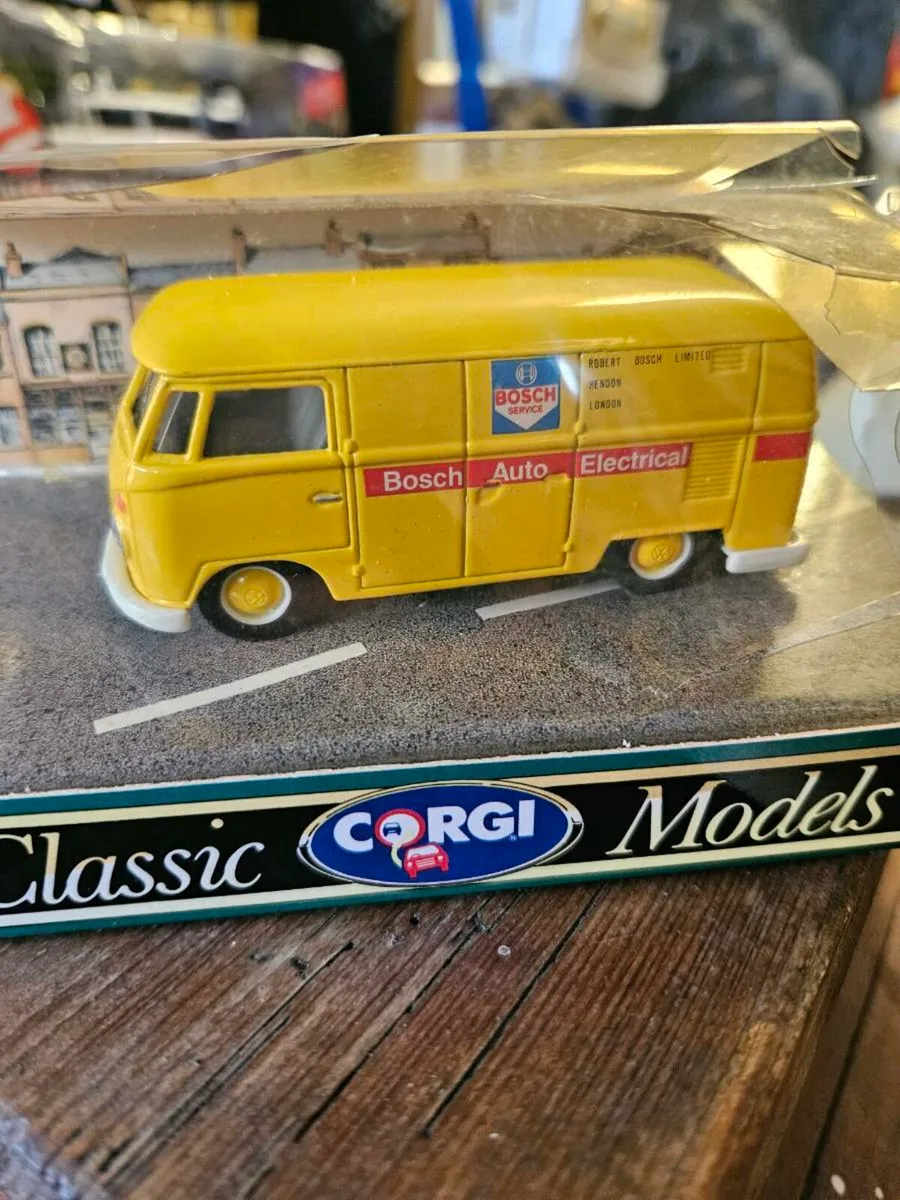 BOSCH
SERVICE
ROBERT BOSCH LIMITED
HENDON
LONDON
Bosch Auto Electrical
Classic CORGI Models